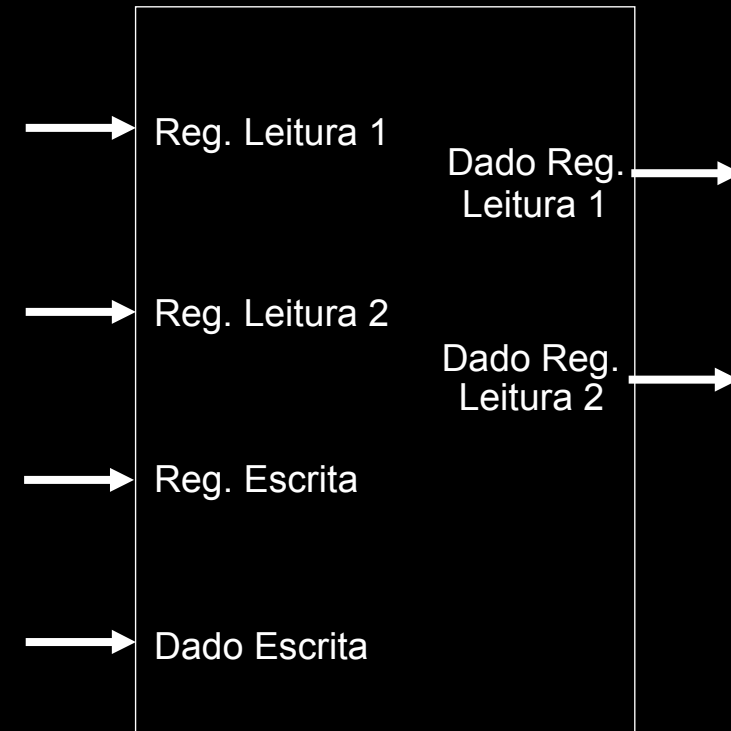 Reg. Leitura 1
Dado Reg.
Leitura 1
Reg. Leitura 2
Dado Reg.
Leitura 2
Reg. Escrita
Dado Escrita